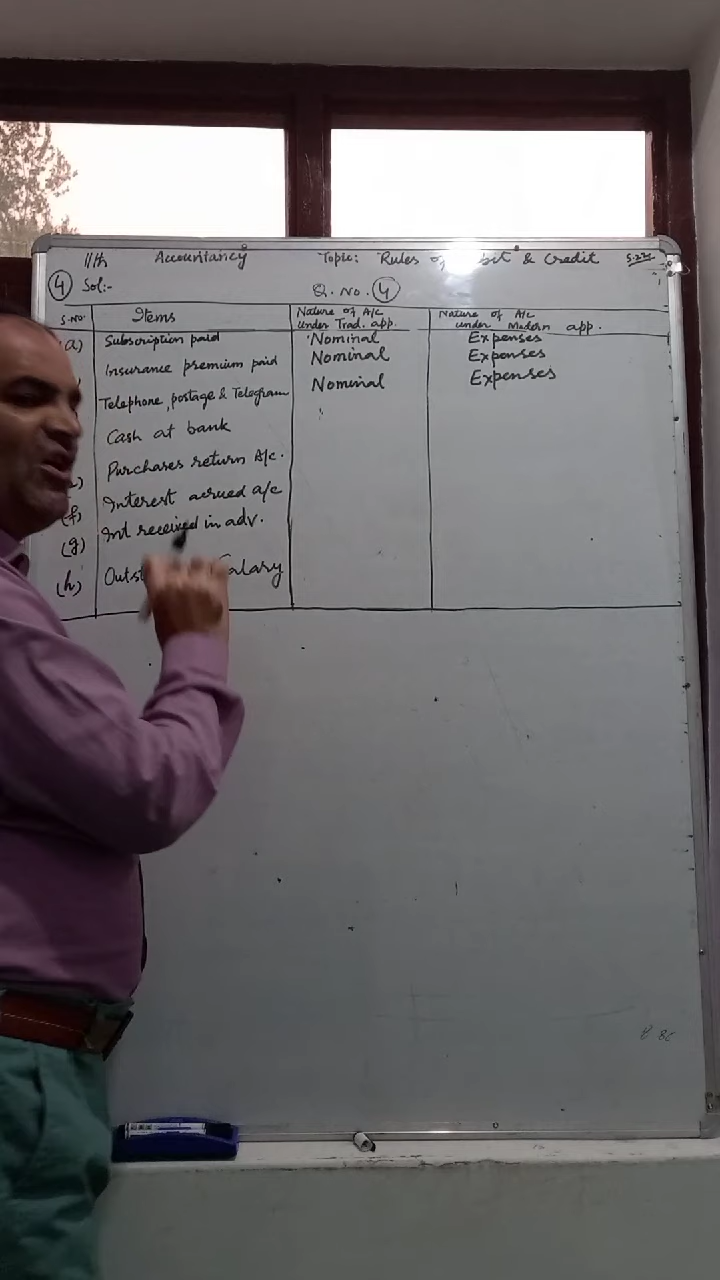 11th Accountancy Topic: Rules of & Credit
4 Sol:- Q. No. 4
S.No. Items Nature of A/c under Trad. app. Nature of A/c under Modern app.
(a) Subscription paid Nominal Expenses
Insurance premium paid Nominal Expenses
Telephone, postage & Telegram Nominal Expenses
Cash at bank
Purchases return A/c.
(f) Interest accrued a/c
(g) Int received in adv.
(h) Salary